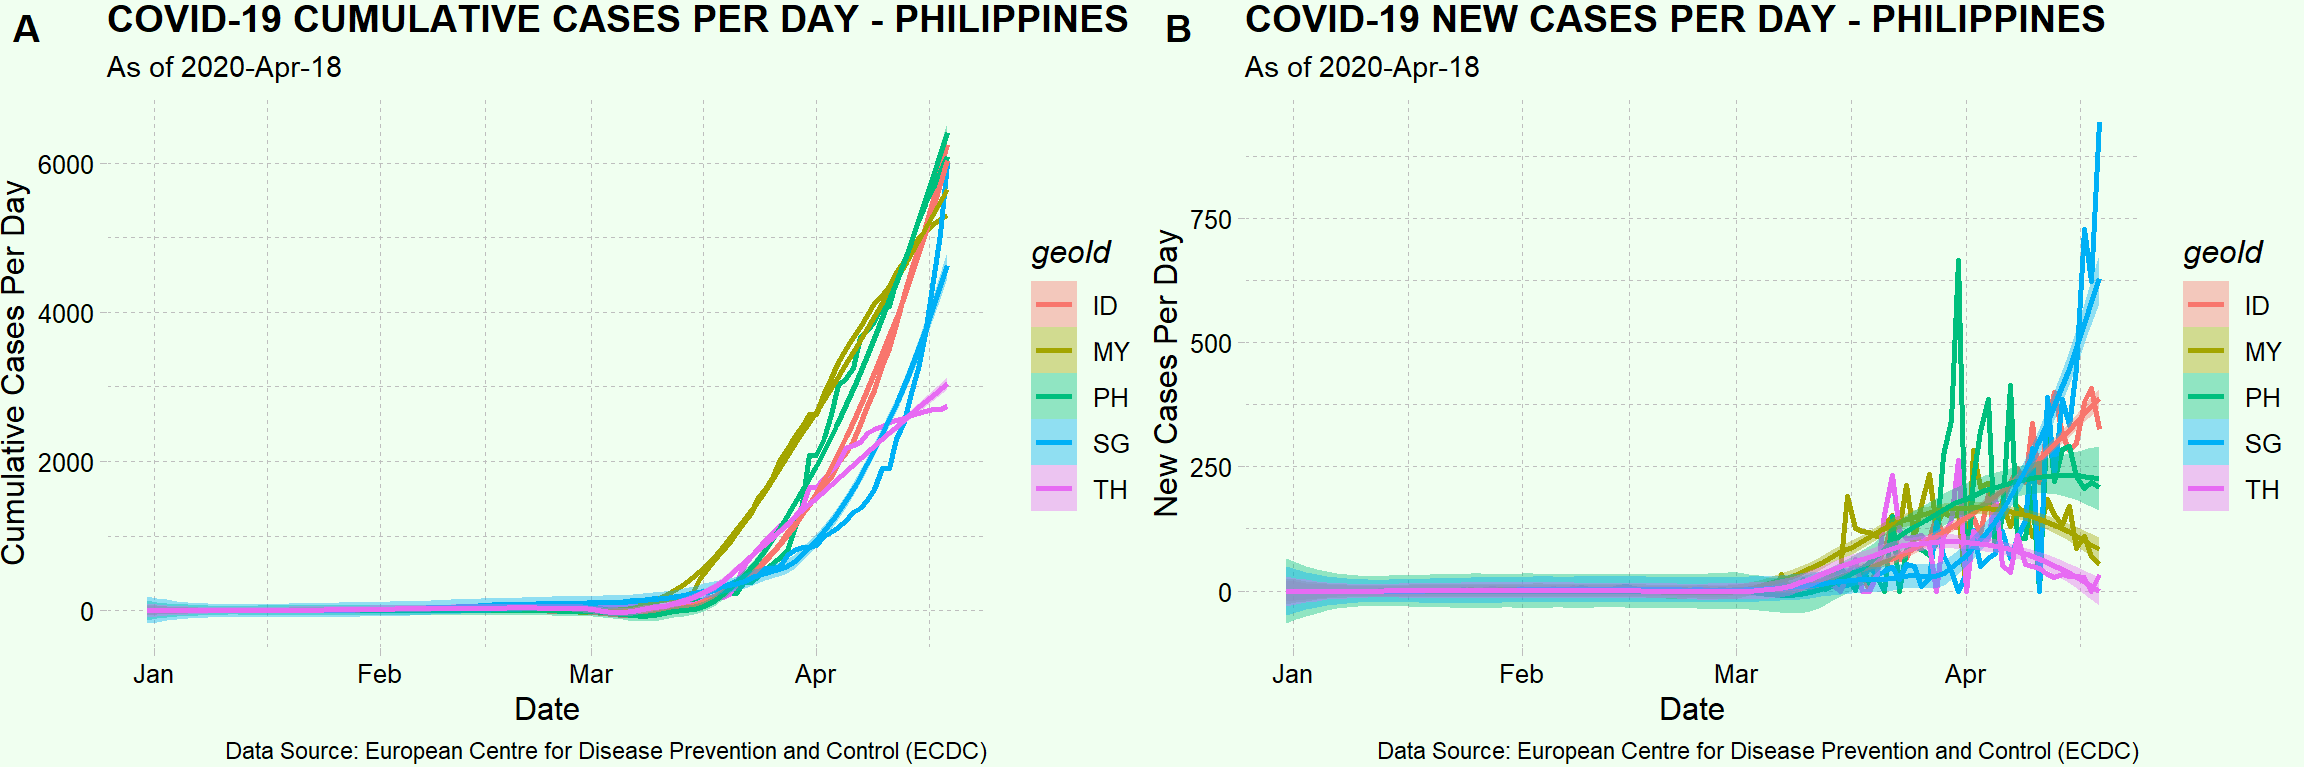 A
COVID-19 CUMULATIVE CASES PER DAY - PHILIPPINES
As of 2020-Apr-18
Cumulative Cases Per Day
6000
4000
2000
0
Jan Feb Mar Apr
Date
geoId
ID
MY
PH
SG
TH
Data Source: European Centre for Disease Prevention and Control (ECDC)
B
COVID-19 NEW CASES PER DAY - PHILIPPINES
As of 2020-Apr-18
New Cases Per Day
750
500
250
0
Jan Feb Mar Apr
Date
geoId
ID
MY
PH
SG
TH
Data Source: European Centre for Disease Prevention and Control (ECDC)